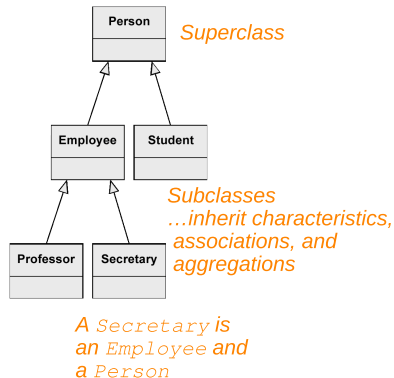 Person
Superclass
Employee
Student
Subclasses
…inherit characteristics,
associations, and
aggregations
Professor
Secretary
A Secretary is
an Employee and
a Person